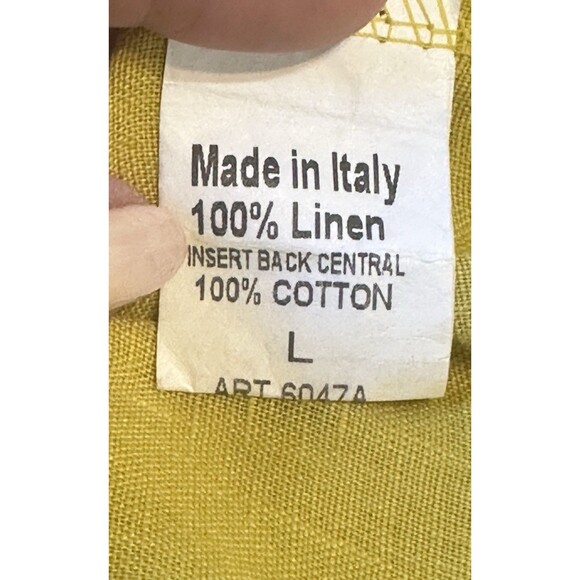 Made in Italy
100% Linen
INSERT BACK CENTRAL
100% COTTON
L
ART 6047A